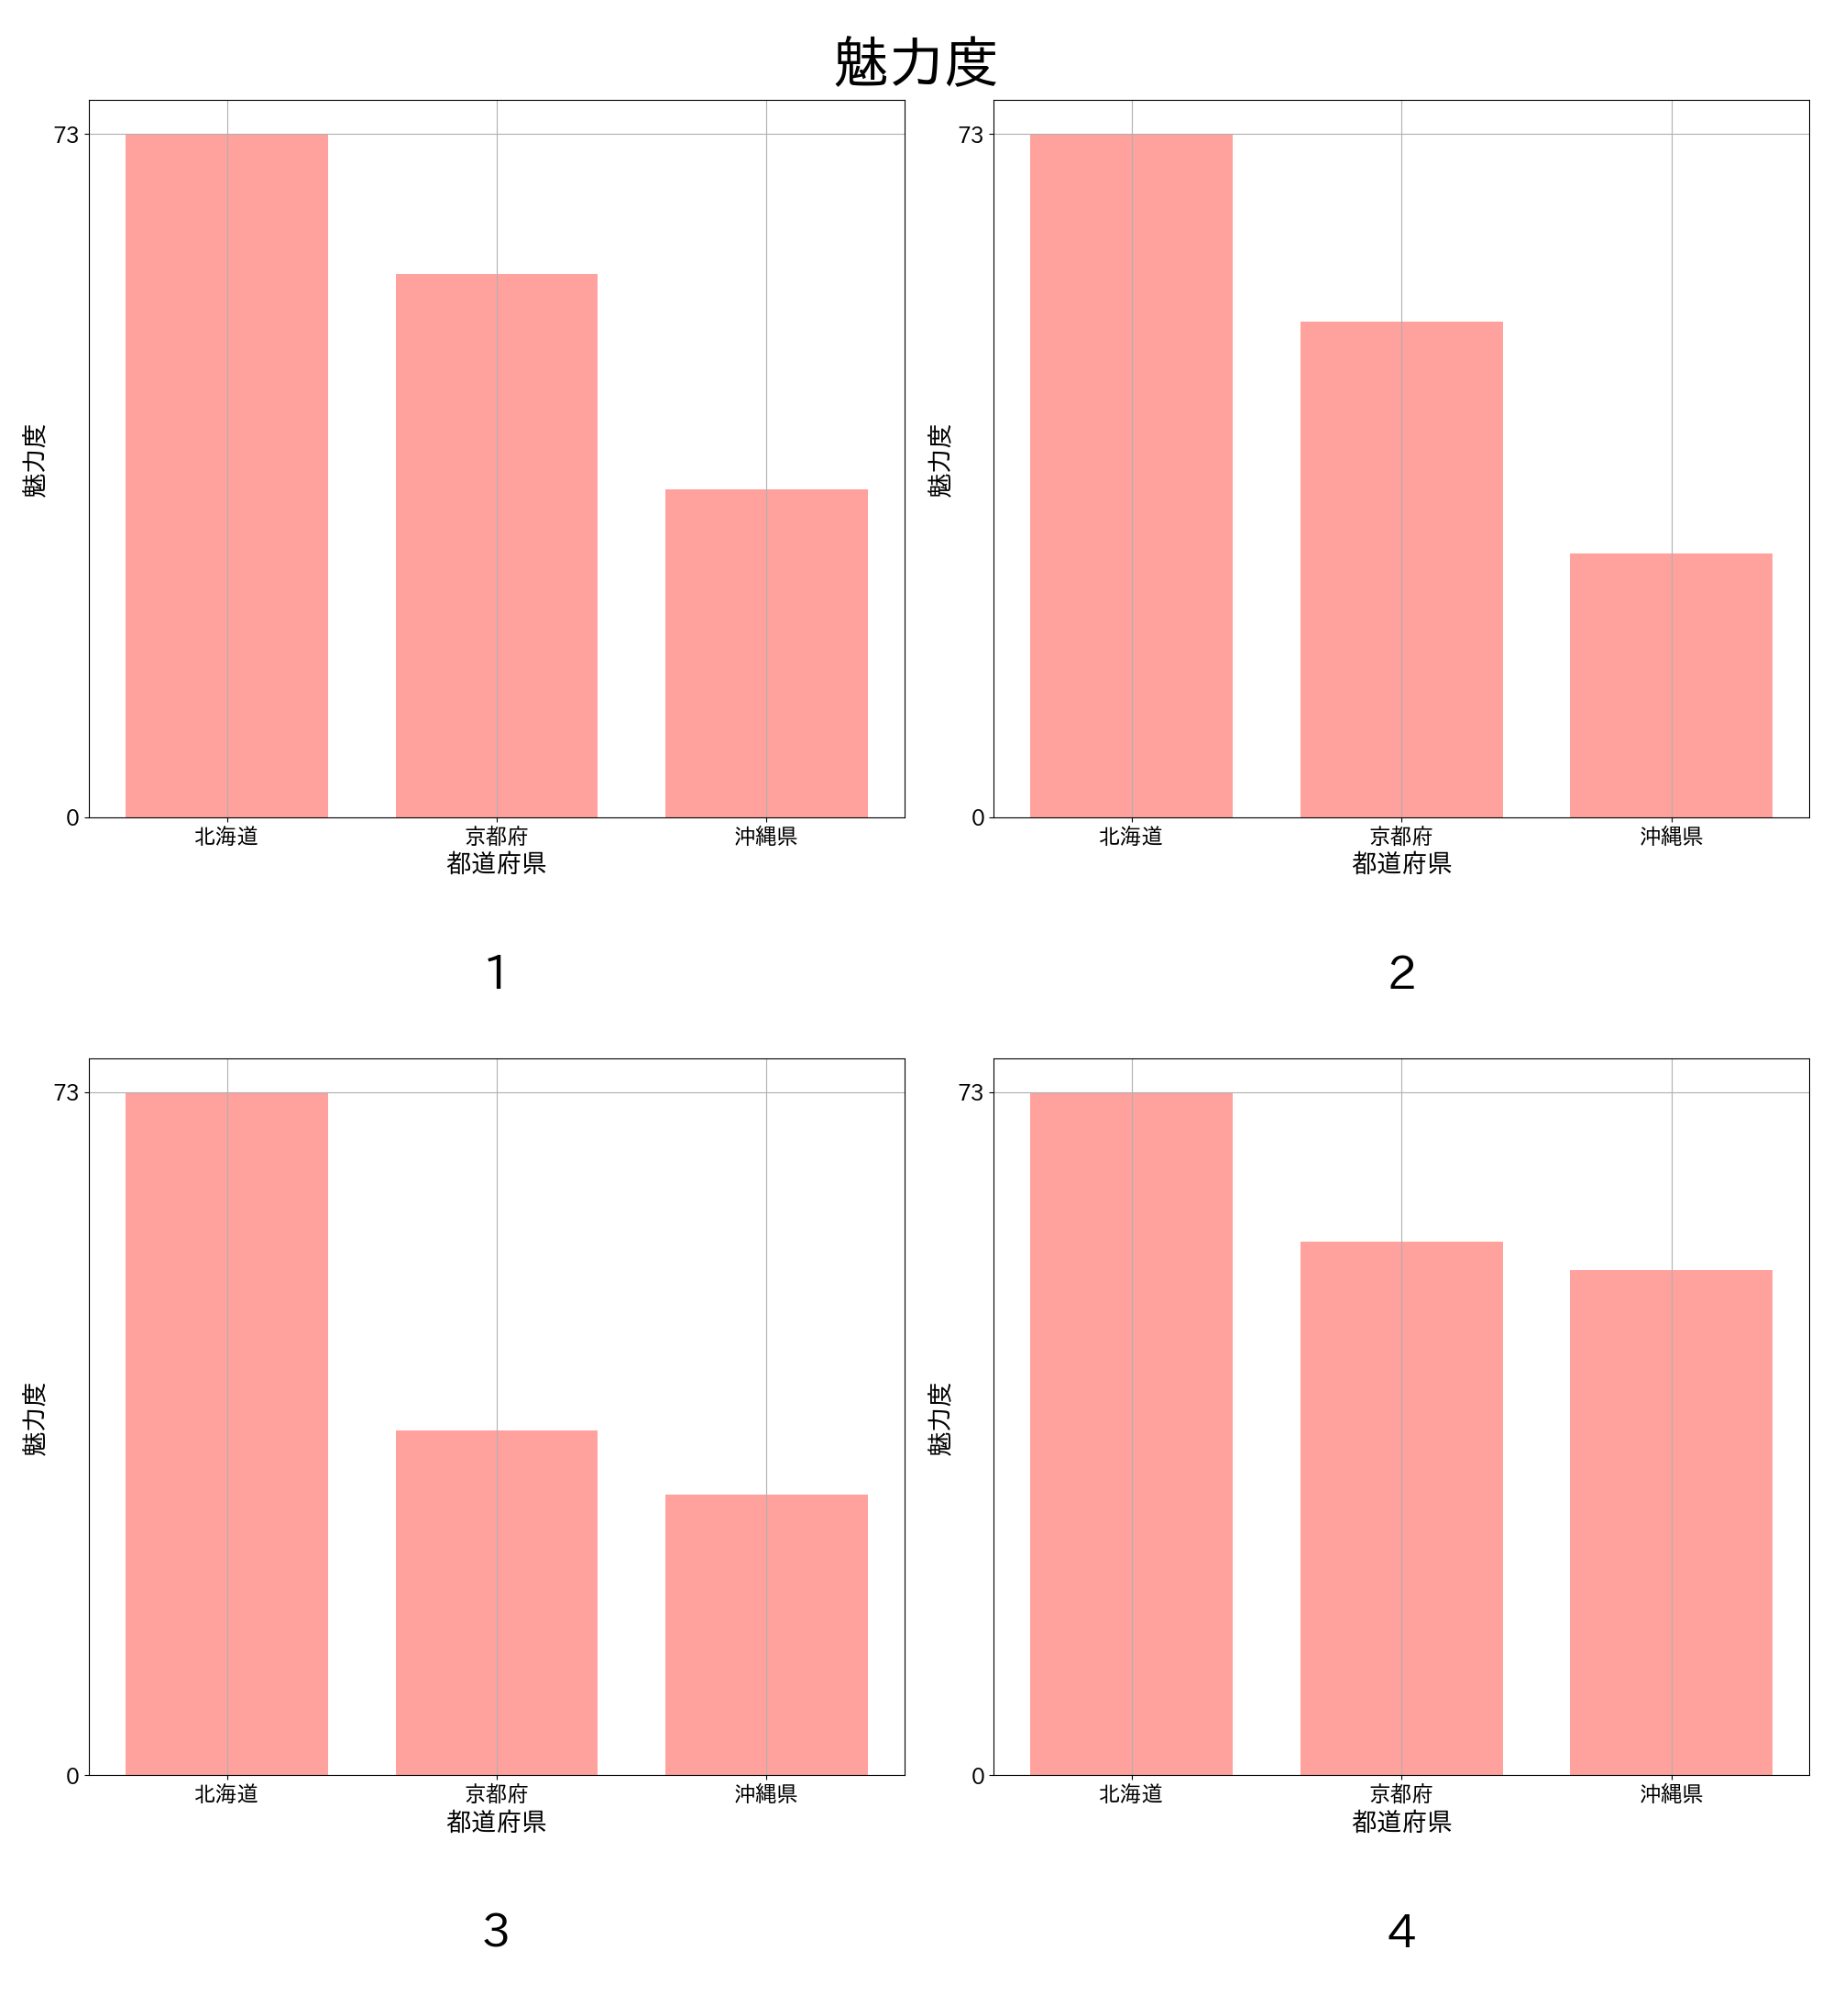 魅力度
73
魅力度
0
北海道 京都府 沖縄県
都道府県
1
73
魅力度
0
北海道 京都府 沖縄県
都道府県
2
73
魅力度
0
北海道 京都府 沖縄県
都道府県
3
73
魅力度
0
北海道 京都府 沖縄県
都道府県
4